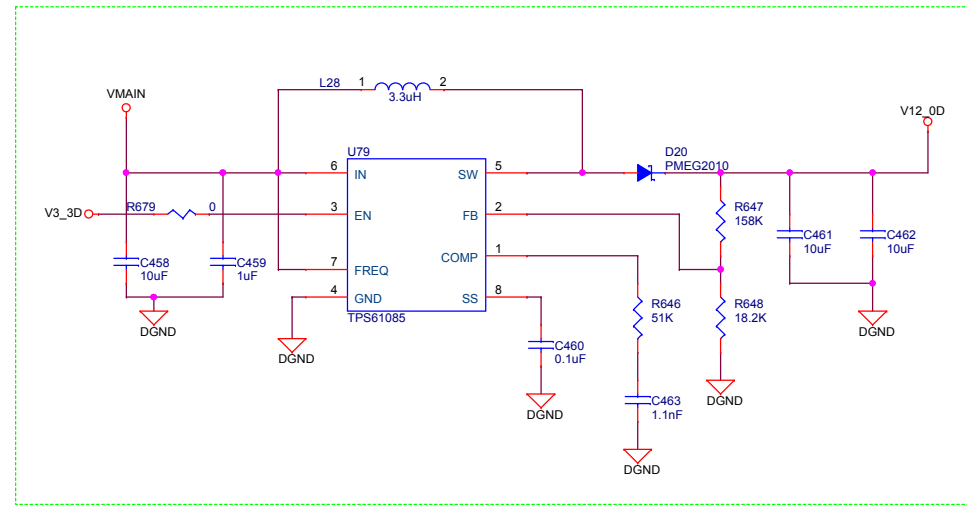 L28 1 2
3.3uH
VMAIN
V12_0D
U79
D20
PMEG2010
6 IN SW 5
V3_3D R679 0 3 EN FB 2
R647
158K
COMP 1
C461
10uF
C462
10uF
C458
10uF
C459
1uF
7 FREQ
4 GND SS 8
TPS61085
R646
51K
R648
18.2K
DGND
DGND
DGND
C460
0.1uF
DGND
C463
1.1nF
DGND
DGND
DGND